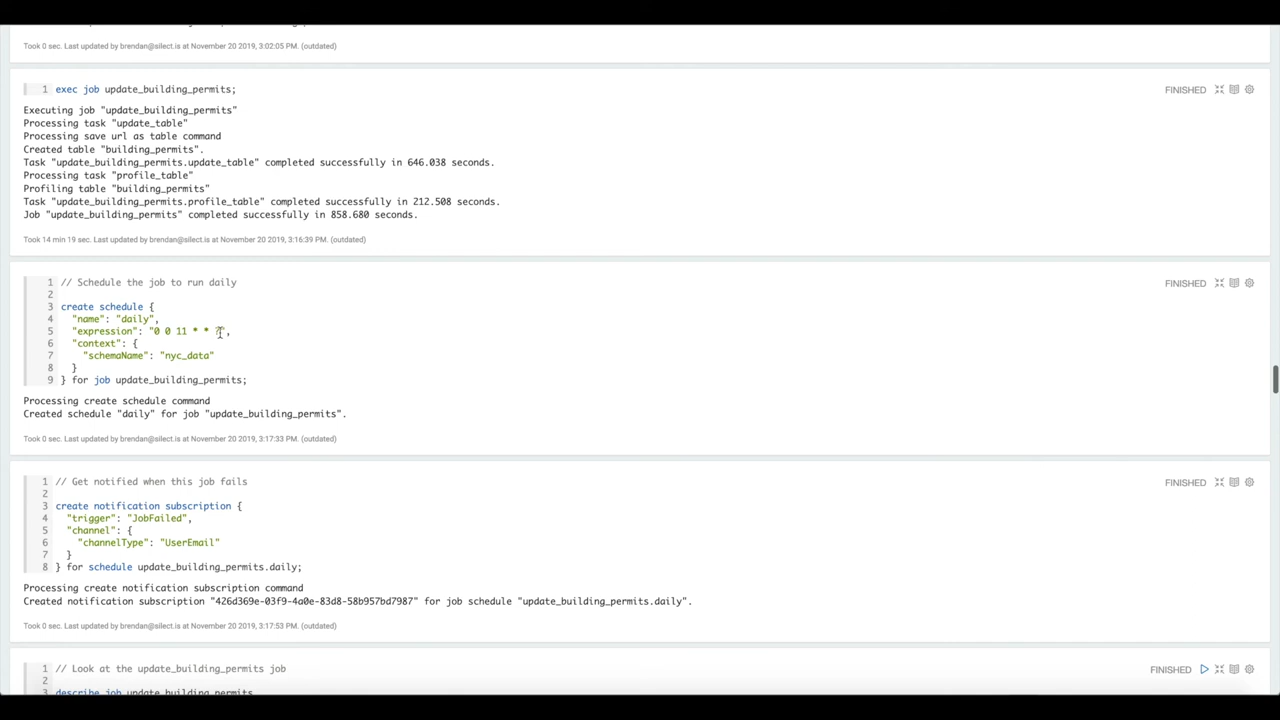 Took 0 sec. Last updated by brendan@silect.is at November 20 2019, 3:02:05 PM. (outdated)
1 exec job update_building_permits;
FINISHED
Executing job "update_building_permits"
Processing task "update_table"
Processing save url as table command
Created table "building_permits".
Task "update_building_permits.update_table" completed successfully in 646.038 seconds.
Processing task "profile_table"
Profiling table "building_permits"
Task "update_building_permits.profile_table" completed successfully in 212.508 seconds.
Job "update_building_permits" completed successfully in 858.680 seconds.
Took 14 min 19 sec. Last updated by brendan@silect.is at November 20 2019, 3:16:39 PM. (outdated)
1 // Schedule the job to run daily
FINISHED
2
3 create schedule {
4 "name": "daily",
5 "expression": "0 0 11 * * ",
6 "context": {
7 "schemaName": "nyc_data"
8 }
9 } for job update_building_permits;
Processing create schedule command
Created schedule "daily" for job "update_building_permits".
Took 0 sec. Last updated by brendan@silect.is at November 20 2019, 3:17:33 PM. (outdated)
1 // Get notified when this job fails
FINISHED
2
3 create notification subscription {
4 "trigger": "JobFailed",
5 "channel": {
6 "channelType": "UserEmail"
7 }
8 } for schedule update_building_permits.daily;
Processing create notification subscription command
Created notification subscription "426d369e-03f9-4a0e-83d8-58b957bd7987" for job schedule "update_building_permits.daily".
Took 0 sec. Last updated by brendan@silect.is at November 20 2019, 3:17:53 PM. (outdated)
1 // Look at the update_building_permits job
FINISHED
2
3 describe job update_building_permits